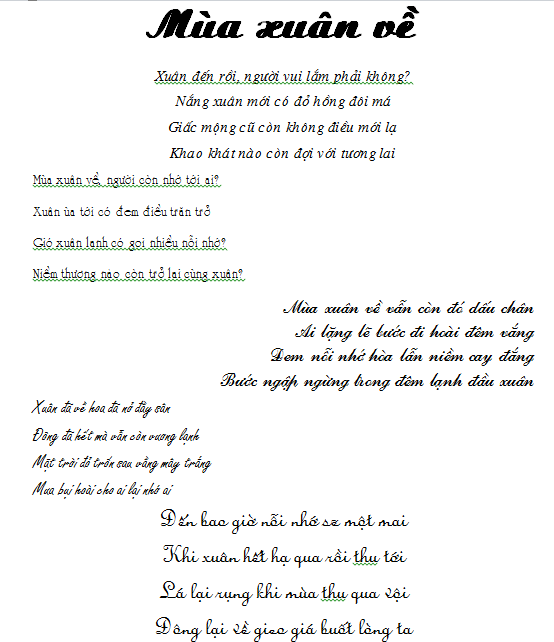 Mùa xuân về
Xuân đến rồi, người vui lắm phải không?
Nắng xuân mới có đỏ hồng đôi má
Giấc mộng cũ còn không điều mới lạ
Khao khát nào còn đợi với tương lai
Mùa xuân về, người còn nhớ tới ai?
Xuân ùa tới có đem điều trăn trở
Gió xuân lạnh có gọi nhiều nỗi nhớ?
Niềm thương nào còn trở lại cùng xuân?
Mùa xuân về vẫn còn đó dấu chân
Ai lặng lẽ bước đi hoài đêm vắng
Đem nỗi nhớ hòa lẫn niềm cay đắng
Bước ngập ngừng trong đêm lạnh đầu xuân
Xuân đã về hoa đã nở đầy sân
Đông đã hết mà vẫn còn vương lạnh
Mặt trời đỏ trốn sau vầng mây trắng
Mưa bụi hoài cho ai lại nhớ ai
Đến bao giờ nỗi nhớ sẽ một mai
Khi xuân hết hạ qua rồi thu tới
Lá lại rụng khi mùa thu qua vội
Đông lại về gieo giá buốt lòng ta